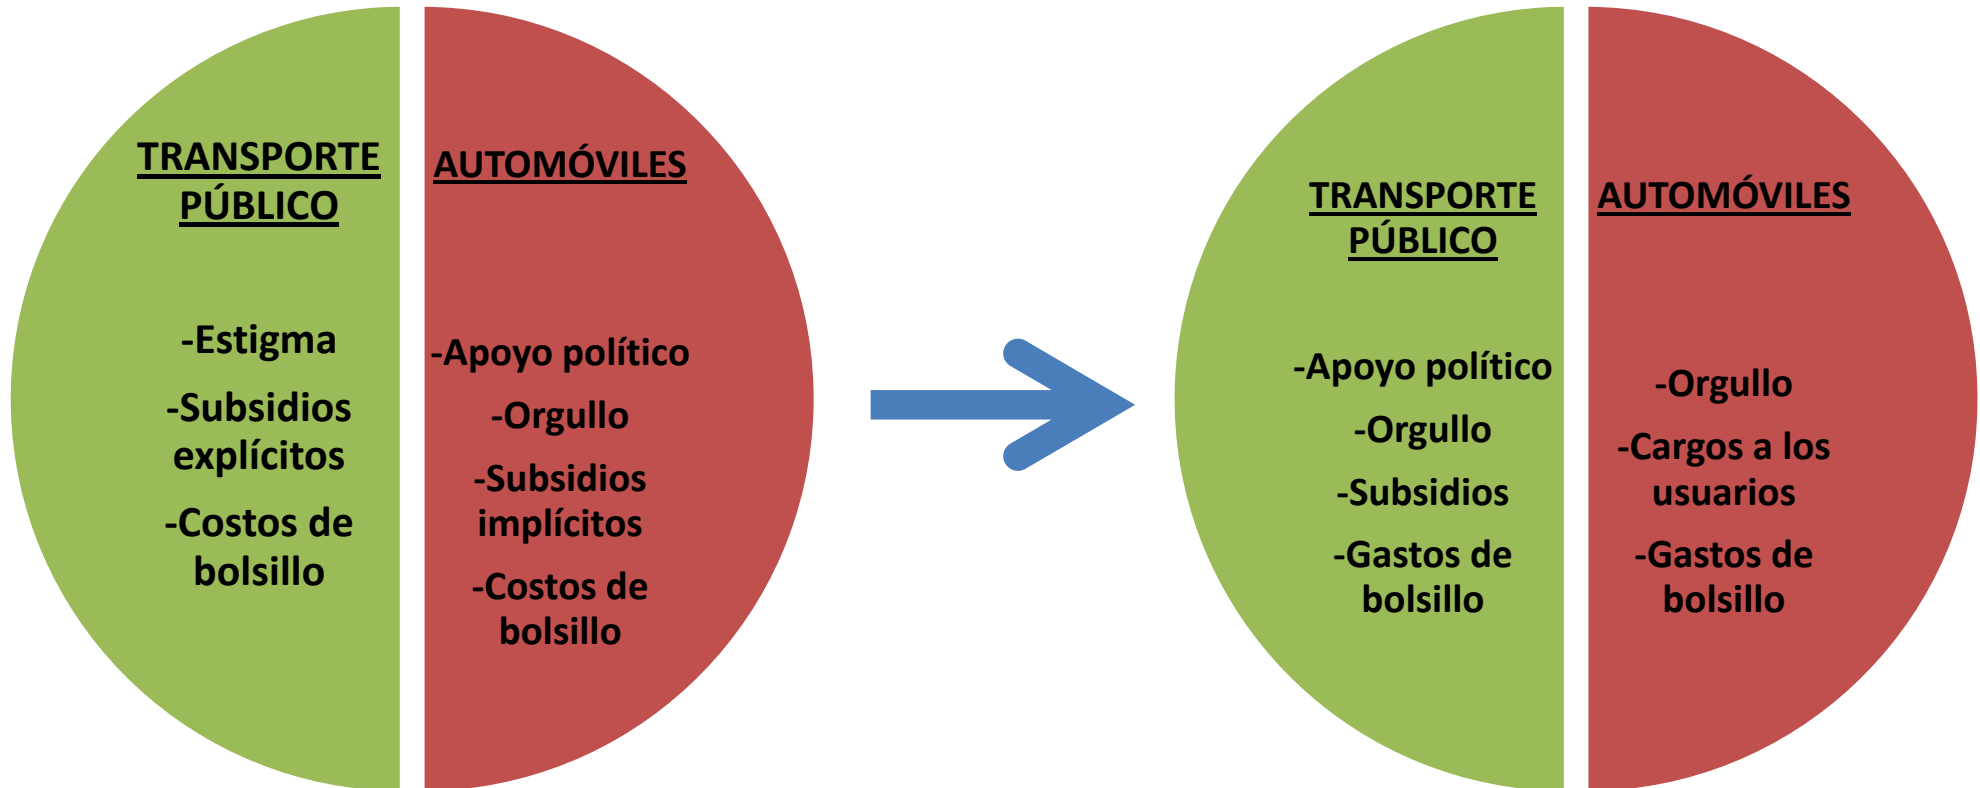 TRANSPORTE
PÚBLICO
-Estigma
-Subsidios
explícitos
-Costos de
bolsillo
AUTOMÓVILES
-Apoyo político
-Orgullo
-Subsidios
implícitos
-Costos de
bolsillo
TRANSPORTE
PÚBLICO
-Apoyo político
-Orgullo
-Subsidios
-Gastos de
bolsillo
AUTOMÓVILES
-Orgullo
-Cargos a los
usuarios
-Gastos de
bolsillo